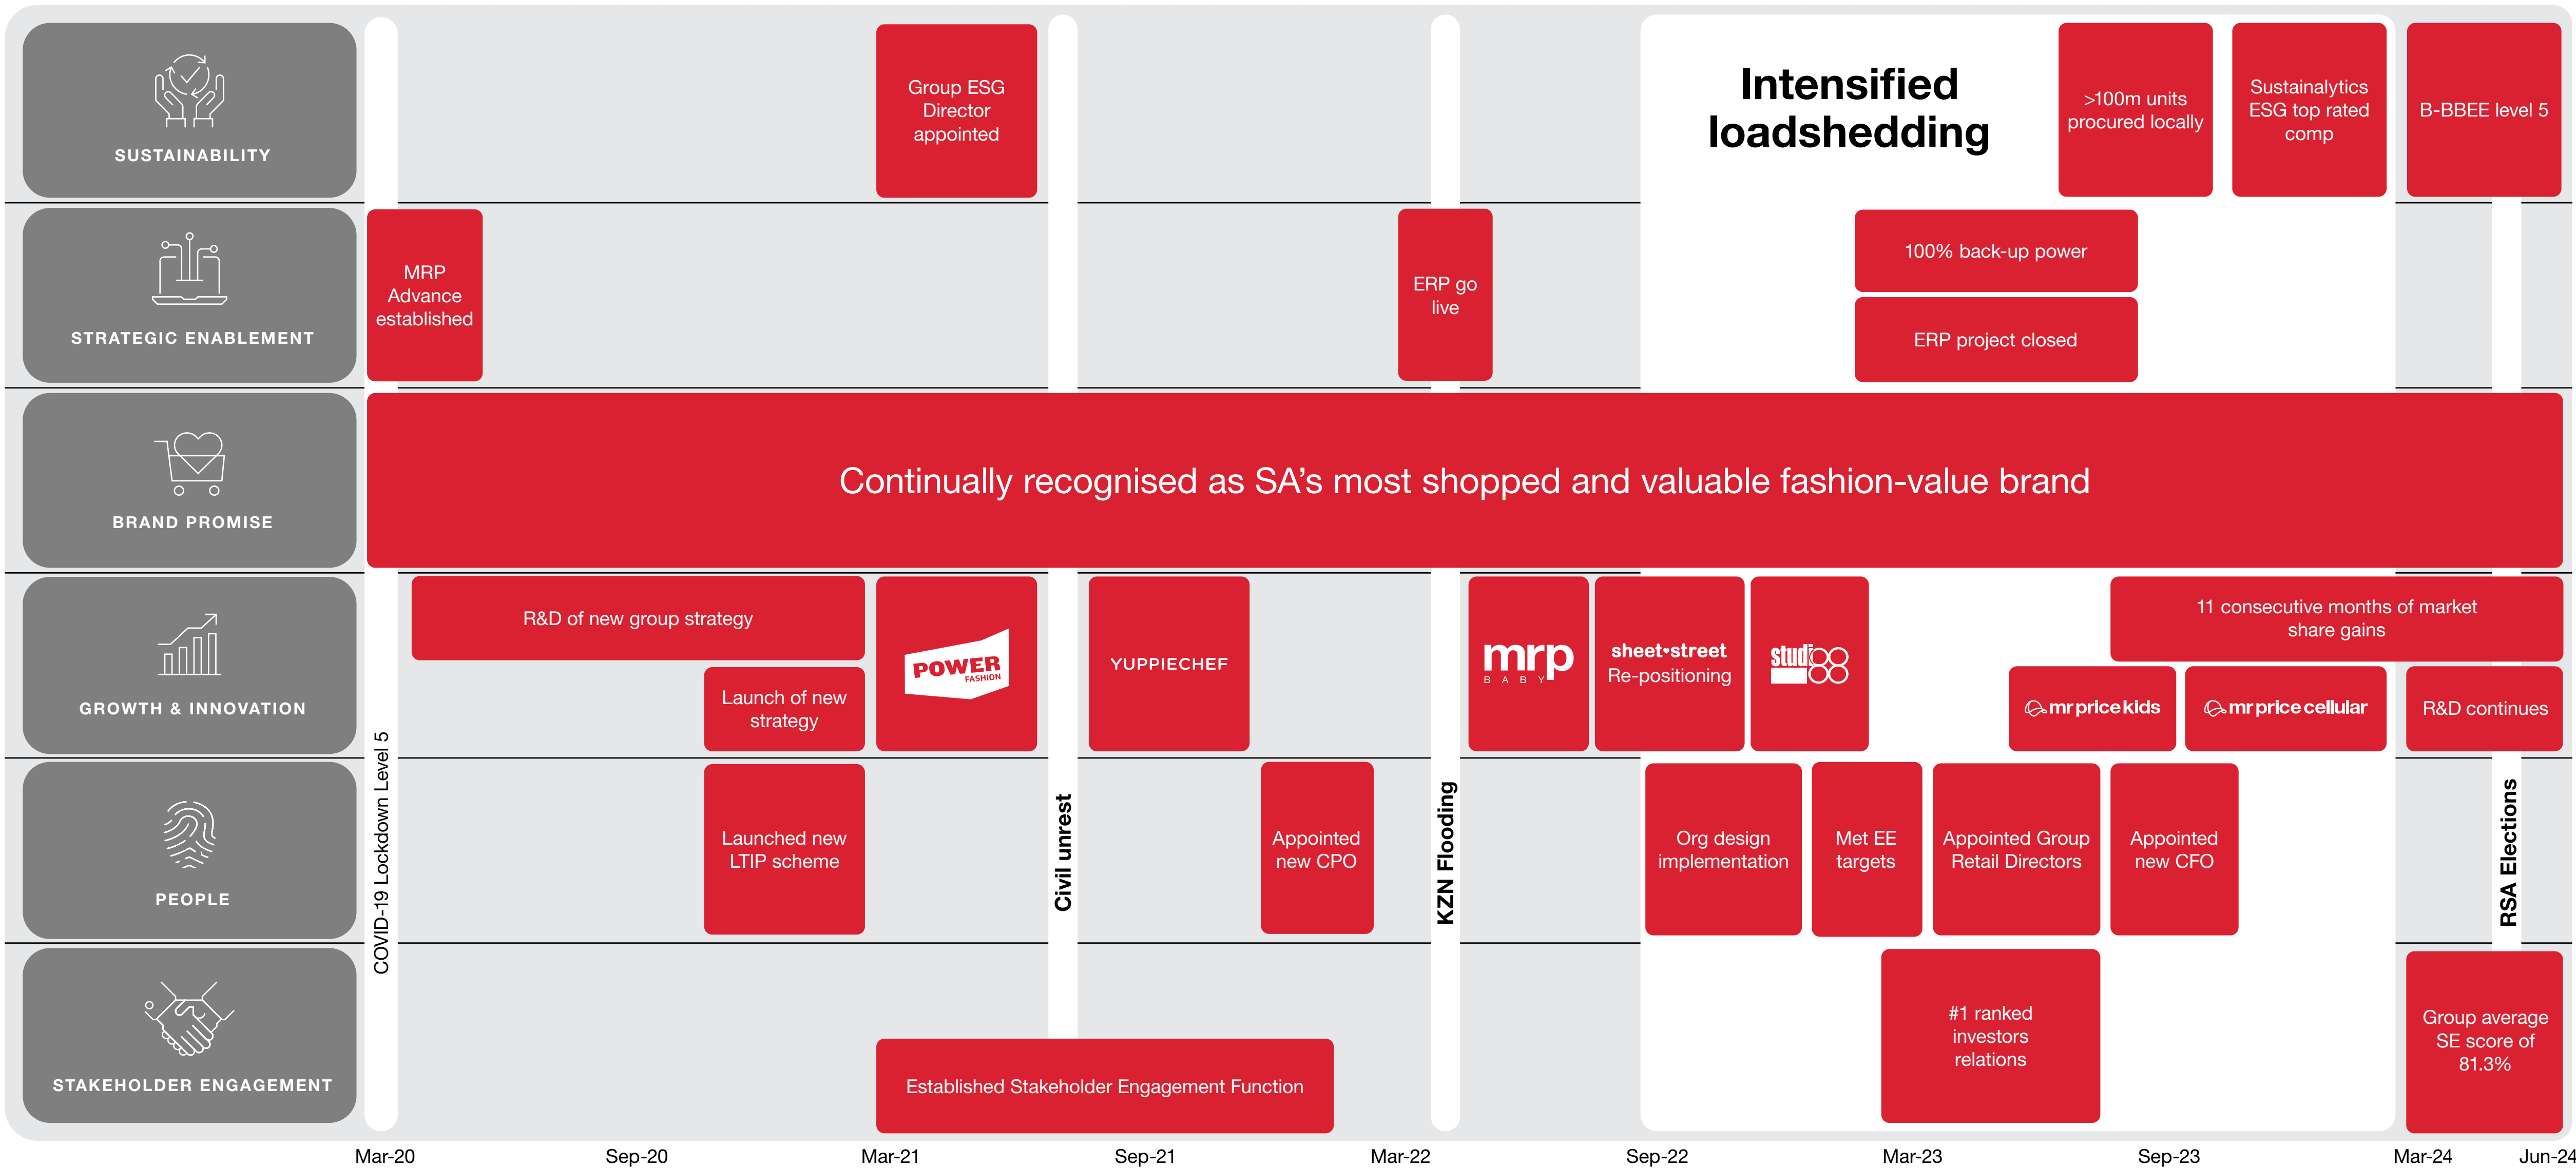 SUSTAINABILITY
Group ESG
Director
appointed
Intensified
loadshedding
>100m units
procured locally
Sustainalytics
ESG top rated
comp
B-BBEE level 5
STRATEGIC ENABLEMENT
MRP
Advance
established
ERP go
live
100% back-up power
ERP project closed
BRAND PROMISE
Continually recognised as SA’s most shopped and valuable fashion-value brand
GROWTH & INNOVATION
R&D of new group strategy
Launch of new
strategy
POWER
FASHION
YUPPIECHEF
mrp
BABY
sheet•street
Re-positioning
studio88
11 consecutive months of market
share gains
mr price kids
mr price cellular
R&D continues
PEOPLE
Launched new
LTIP scheme
Appointed
new CPO
Org design
implementation
Met EE
targets
Appointed Group
Retail Directors
Appointed
new CFO
COVID-19 Lockdown Level 5
Civil unrest
KZN Flooding
RSA Elections
STAKEHOLDER ENGAGEMENT
Established Stakeholder Engagement Function
#1 ranked
investors
relations
Group average
SE score of
81.3%
Mar-20
Sep-20
Mar-21
Sep-21
Mar-22
Sep-22
Mar-23
Sep-23
Mar-24
Jun-24